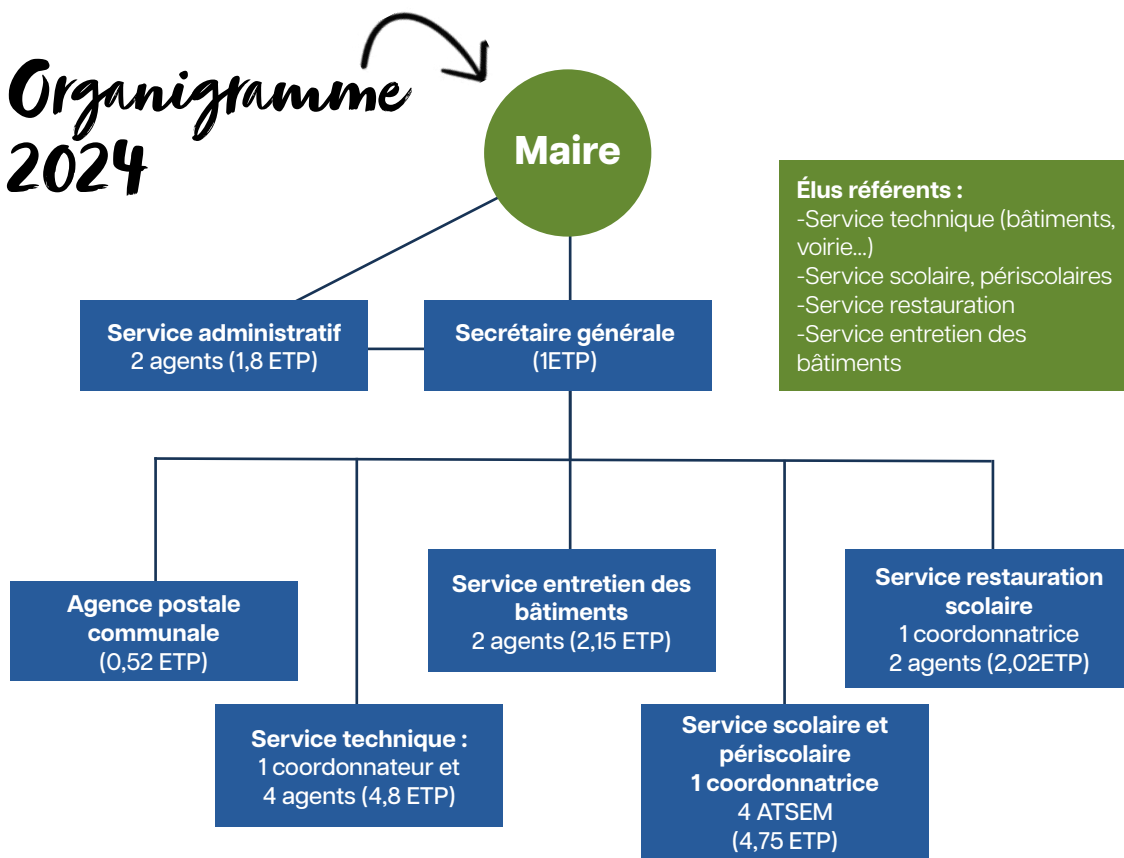 Organigramme
2024
Maire
Élus référents :
-Service technique (bâtiments,
voirie...)
-Service scolaire, périscolaires
-Service restauration
-Service entretien des
bâtiments
Service administratif
2 agents (1,8 ETP)
Secrétaire générale
(1ETP)
Agence postale
communale
(0,52 ETP)
Service technique :
1 coordonnateur et
4 agents (4,8 ETP)
Service entretien des
bâtiments
2 agents (2,15 ETP)
Service scolaire et
périscolaire
1 coordonnatrice
4 ATSEM
(4,75 ETP)
Service restauration
scolaire
1 coordonnatrice
2 agents (2,02ETP)